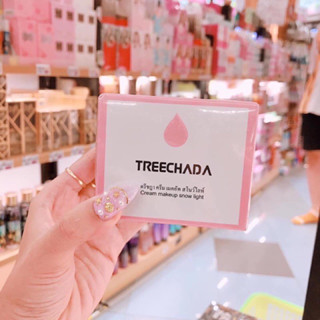 TREECHADA
ตรีชฎา ครีม เมคอัพ สโนว์ไลท์
Cream makeup snow light